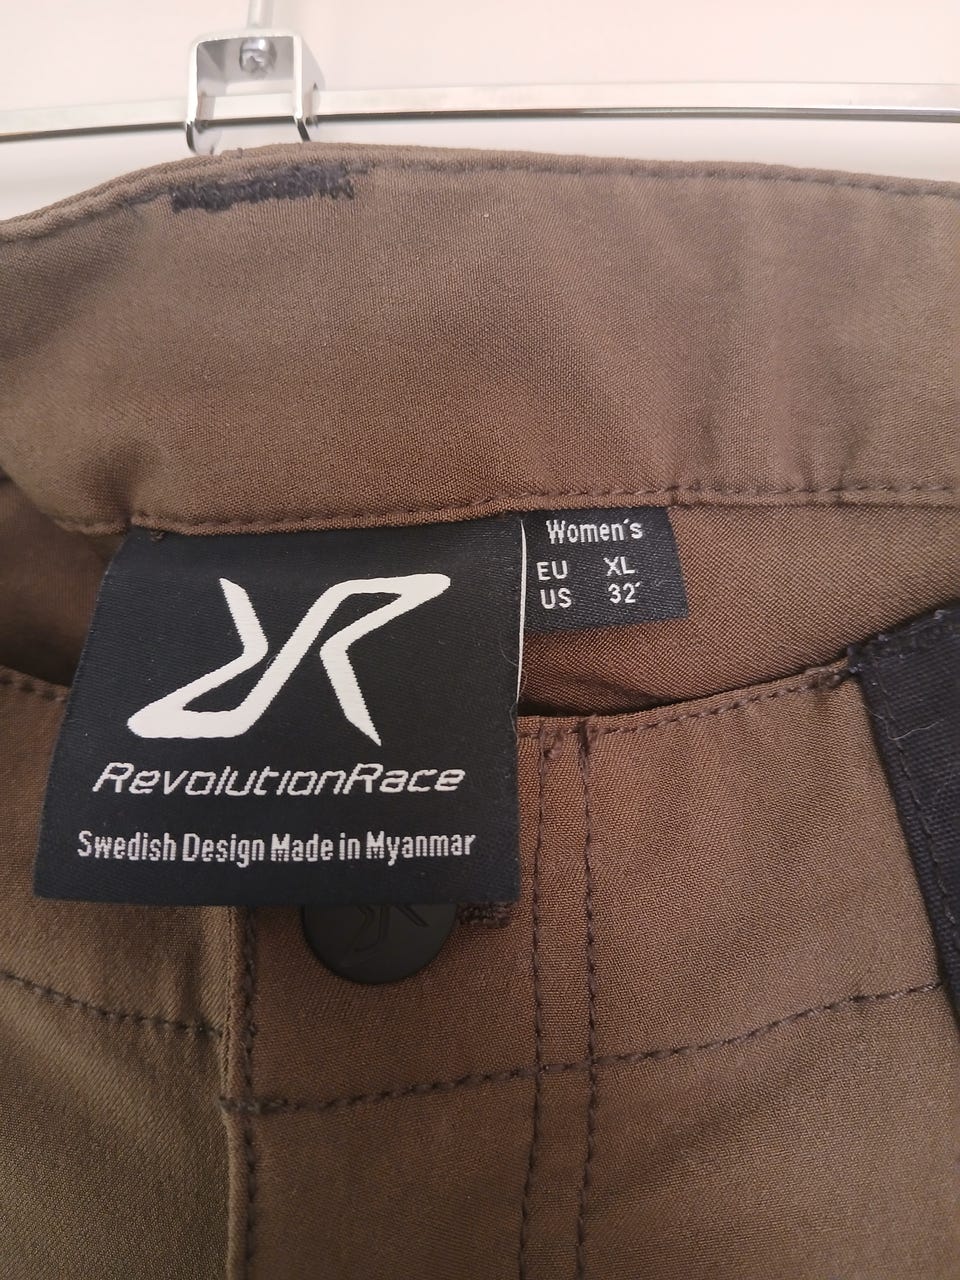 Women's
EU XL
US 32'
RevolutionRace
Swedish Design Made in Myanmar